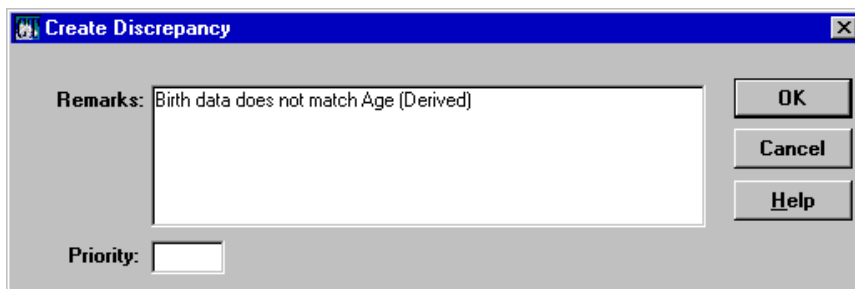 Create Discrepancy
Remarks: Birth data does not match Age (Derived)
OK
Cancel
Help
Priority: